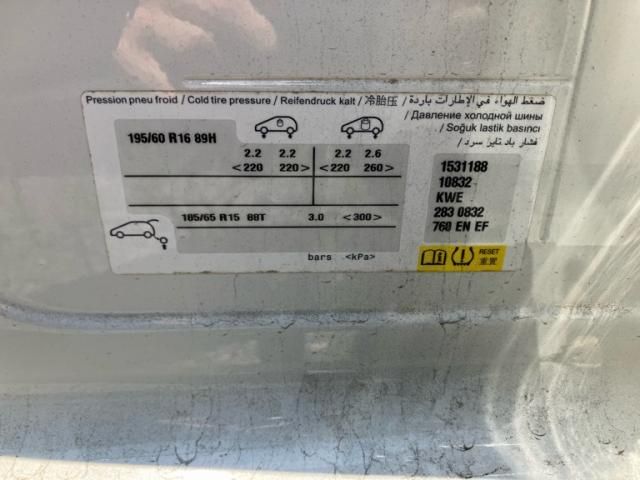 Pression pneu froid / Cold tire pressure / Reifendruck kalt / 冷胎压 / ضغط الهواء في الإطارات باردة /
/ Давление холодной шины
/ Soğuk lastik basıncı
/ فشار باد تایر سرد
195/60 R16 89H
2.2 2.2 2.2 2.6
<220 220> <220 260>
185/65 R15 88T 3.0 <300>
bars <kPa>
1531188
10832
KWE
283 0832
760 EN EF
RESET
重置